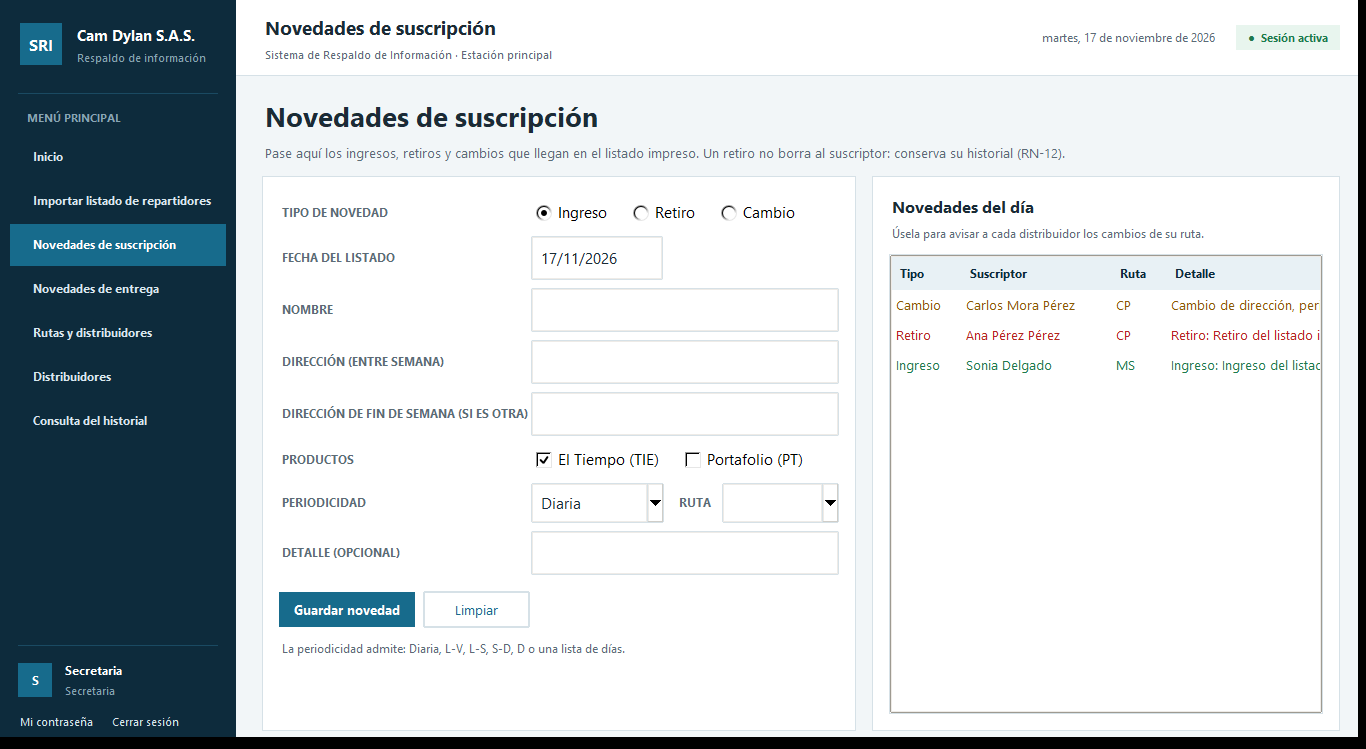 SRI
Cam Dylan S.A.S.
Respaldo de información
MENÚ PRINCIPAL
Inicio
Importar listado de repartidores
Novedades de suscripción
Novedades de entrega
Rutas y distribuidores
Distribuidores
Consulta del historial
S
Secretaria
Secretaria
Mi contraseña Cerrar sesión
Novedades de suscripción
Sistema de Respaldo de Información · Estación principal
martes, 17 de noviembre de 2026
● Sesión activa
Novedades de suscripción
Pase aquí los ingresos, retiros y cambios que llegan en el listado impreso. Un retiro no borra al suscriptor: conserva su historial (RN-12).
TIPO DE NOVEDAD Ingreso Retiro Cambio
FECHA DEL LISTADO 17/11/2026
NOMBRE
DIRECCIÓN (ENTRE SEMANA)
DIRECCIÓN DE FIN DE SEMANA (SI ES OTRA)
PRODUCTOS El Tiempo (TIE) Portafolio (PT)
PERIODICIDAD Diaria RUTA
DETALLE (OPCIONAL)
Guardar novedad Limpiar
La periodicidad admite: Diaria, L-V, L-S, S-D, D o una lista de días.
Novedades del día
Úsela para avisar a cada distribuidor los cambios de su ruta.
Tipo Suscriptor Ruta Detalle
Cambio Carlos Mora Pérez CP Cambio de dirección, per
Retiro Ana Pérez Pérez CP Retiro: Retiro del listado i
Ingreso Sonia Delgado MS Ingreso: Ingreso del listac